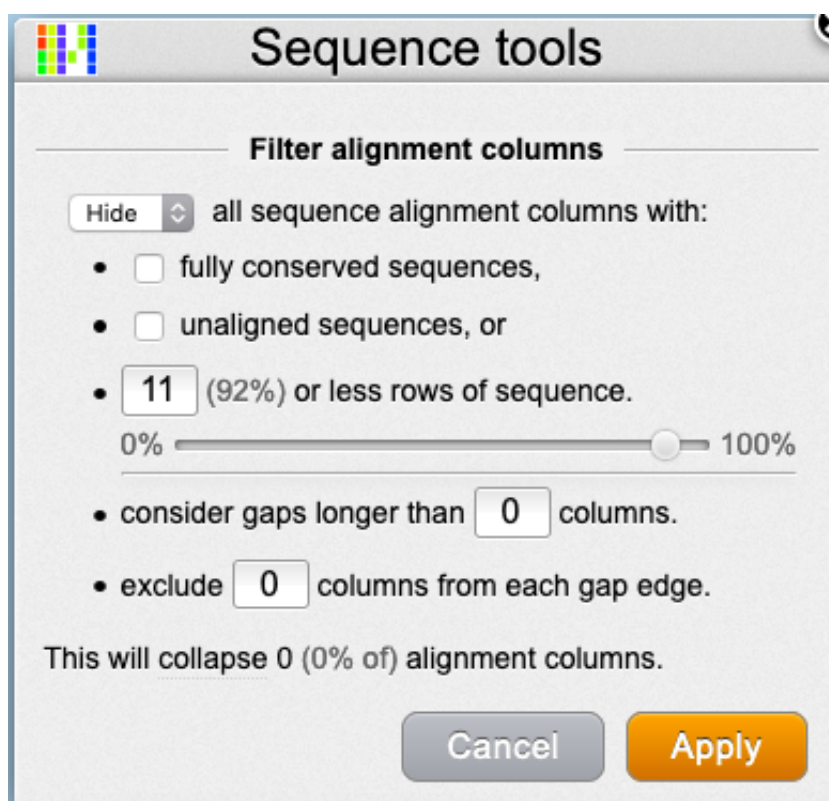 Sequence tools
Filter alignment columns
Hide all sequence alignment columns with:
• fully conserved sequences,
• unaligned sequences, or
• 11 (92%) or less rows of sequence.
0% 100%
• consider gaps longer than 0 columns.
• exclude 0 columns from each gap edge.
This will collapse 0 (0% of) alignment columns.
Cancel Apply